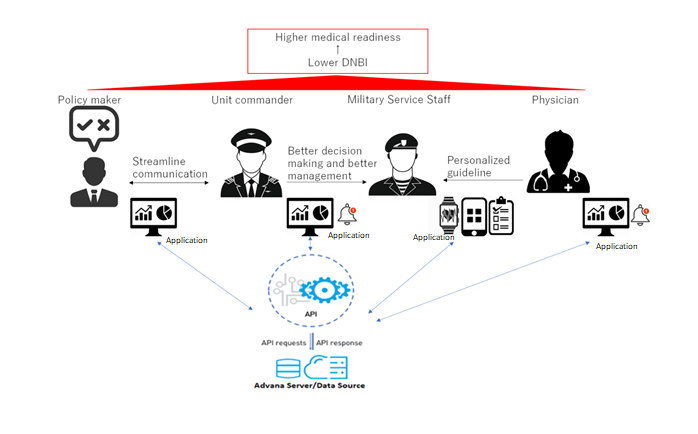 Higher medical readiness
↑
Lower DNBI
Policy maker
Unit commander
Military Service Staff
Physician
Streamline
communication
Better decision
making and better
management
Personalized
guideline
Application
Application
Application
Application
API
API requests
API response
Advana Server/Data Source